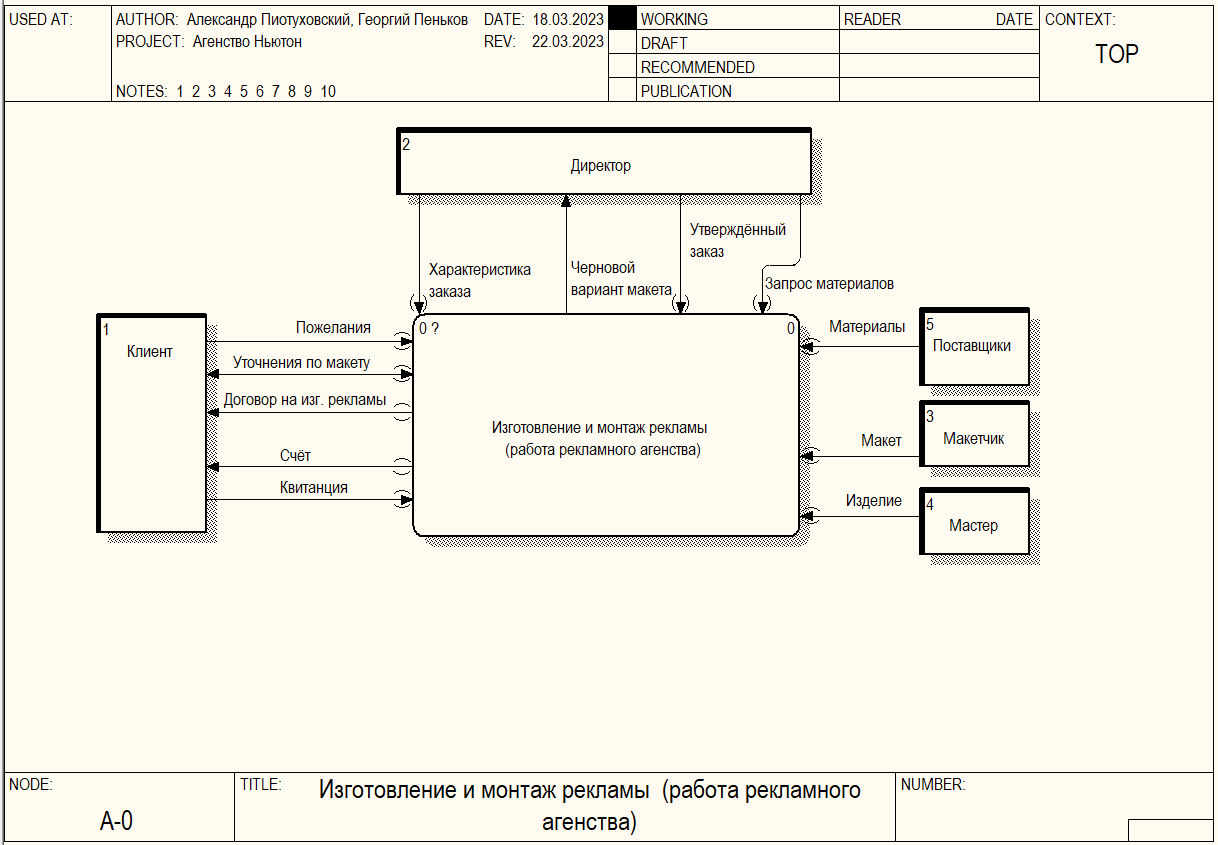 USED AT:
AUTHOR: Александр Пиотуховский, Георгий Пеньков
DATE: 18.03.2023
PROJECT: Агенство Ньютон
REV: 22.03.2023
NOTES: 1 2 3 4 5 6 7 8 9 10
WORKING
DRAFT
RECOMMENDED
PUBLICATION
READER
DATE
CONTEXT:
TOP
2
Директор
Характеристика
заказа
Черновой
вариант макета
Утверждённый
заказ
Запрос материалов
1
Клиент
Пожелания
Уточнения по макету
Договор на изг. рекламы
Счёт
Квитанция
0 ?
0
Изготовление и монтаж рекламы
(работа рекламного агенства)
Материалы
5
Поставщики
Макет
3
Макетчик
Изделие
4
Мастер
NODE:
A-0
TITLE:
Изготовление и монтаж рекламы (работа рекламного
агенства)
NUMBER: